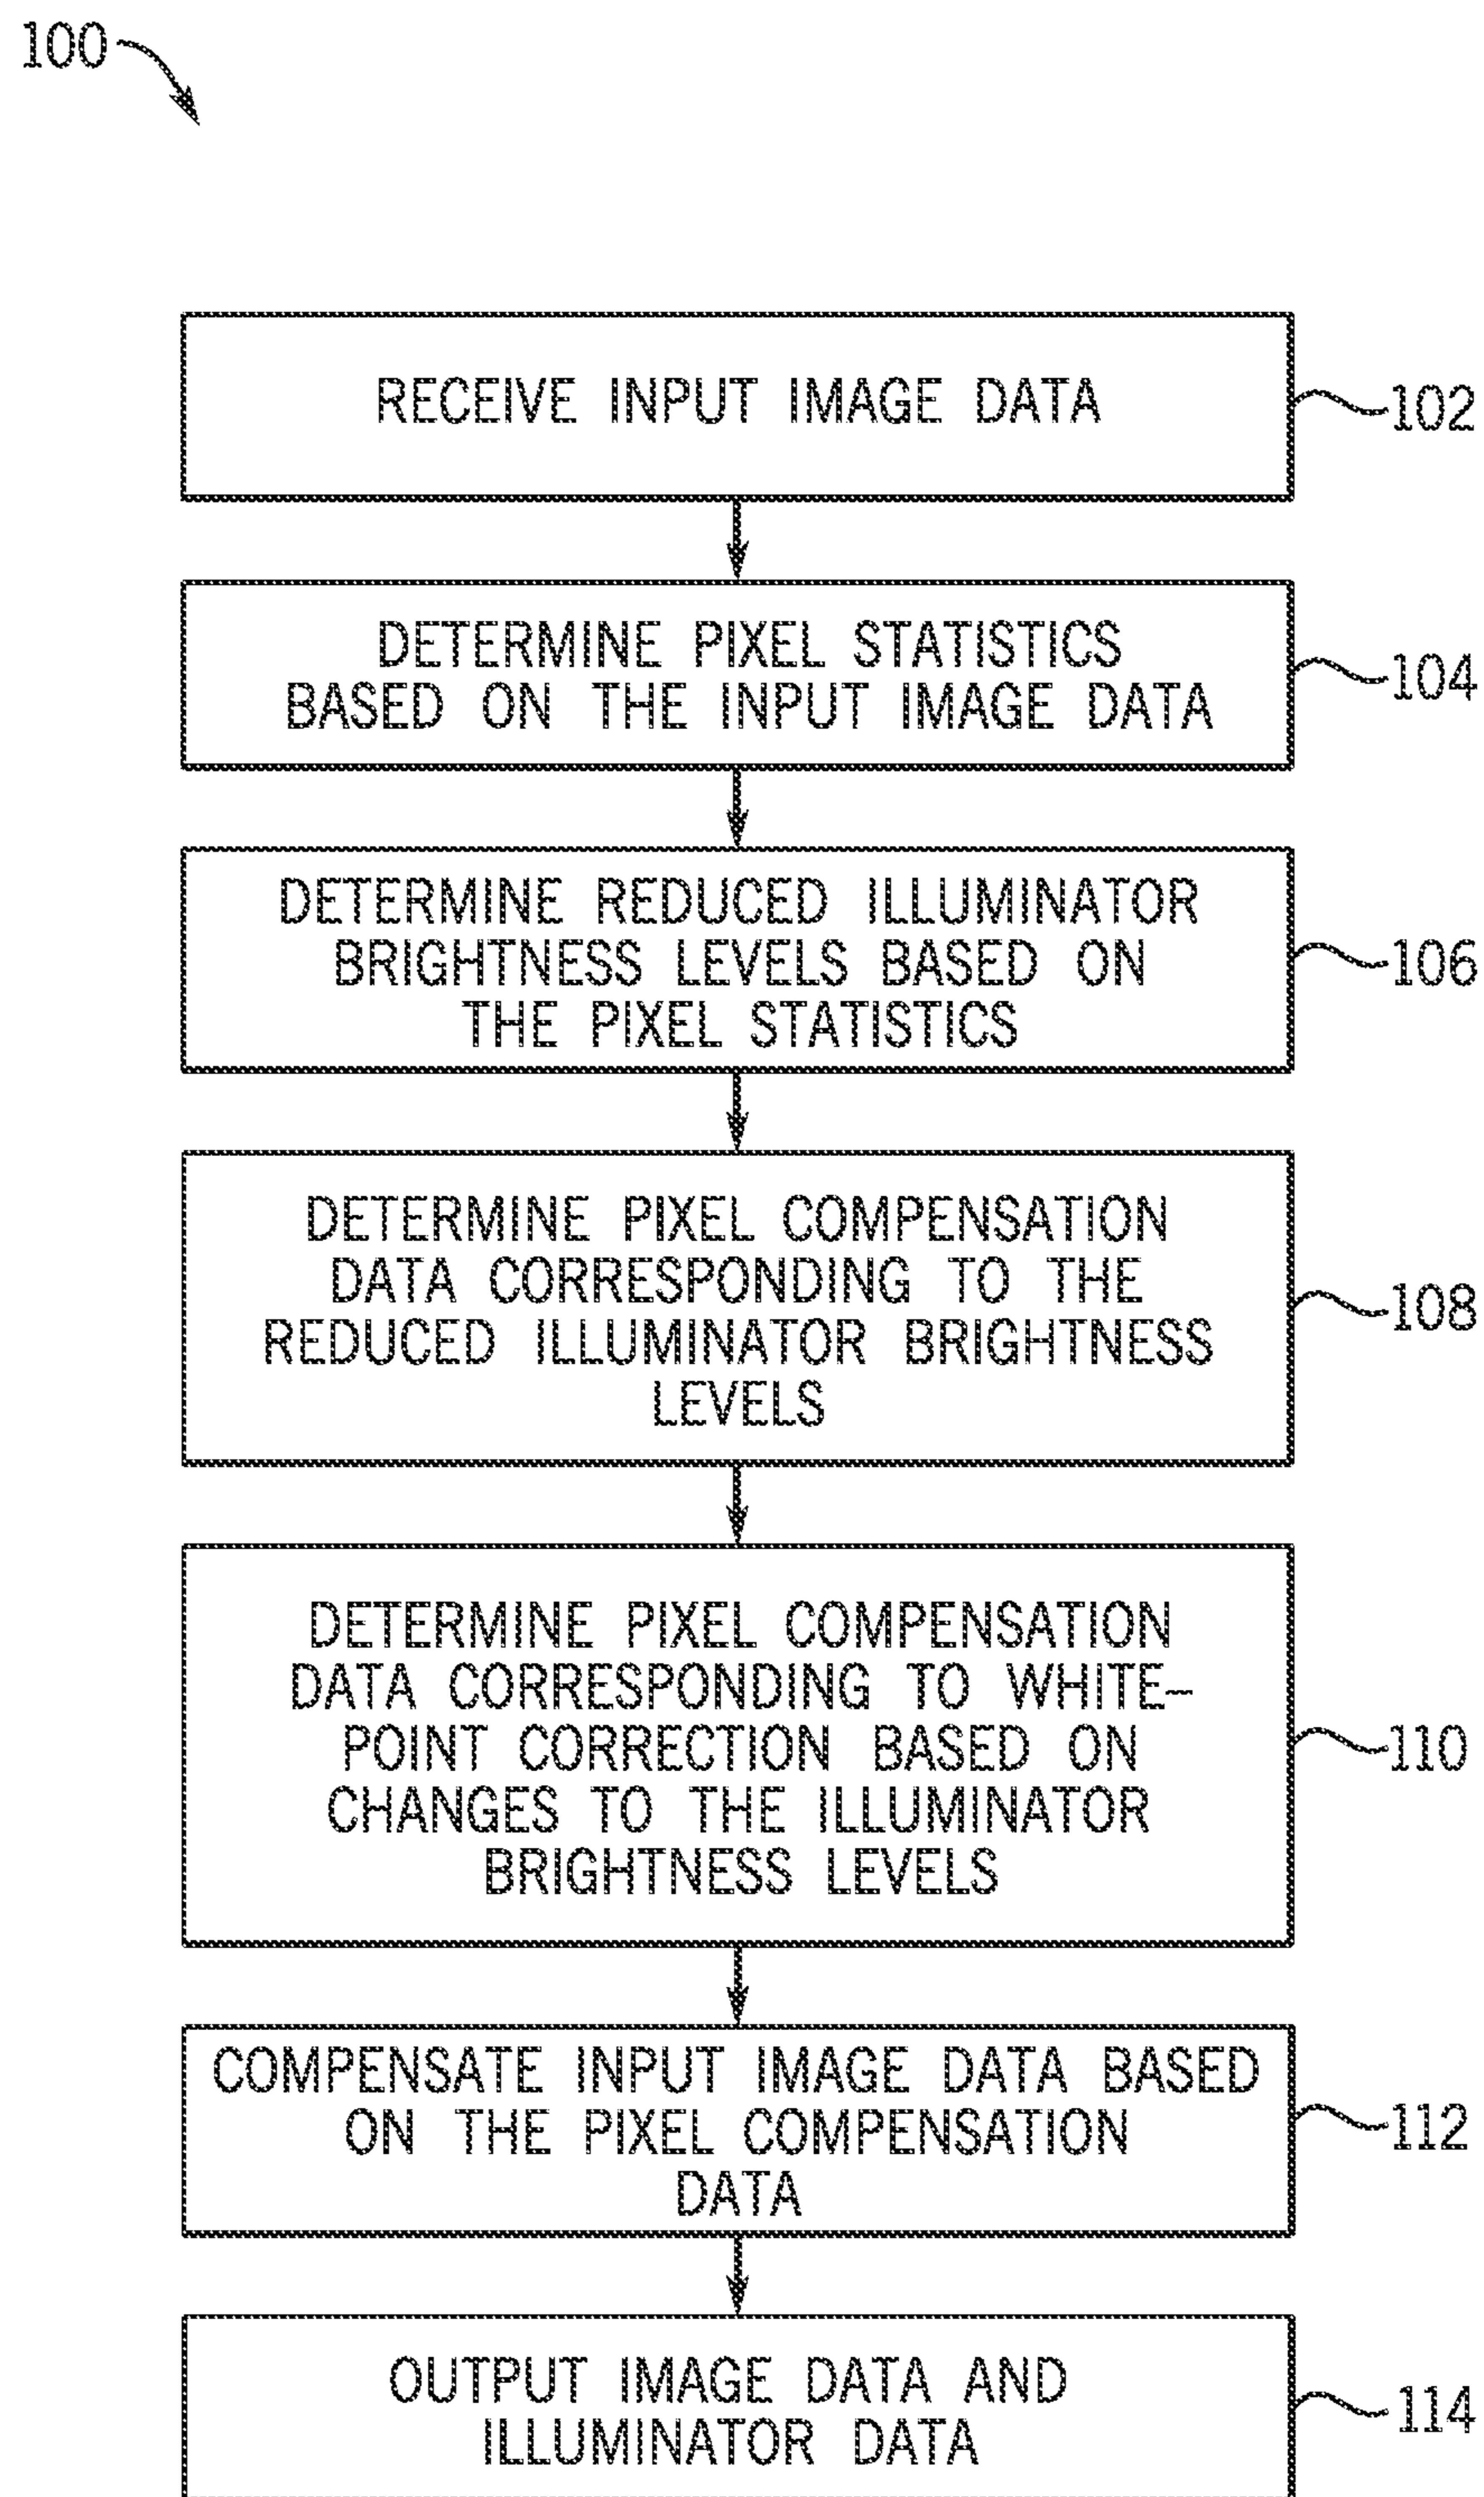 100
RECEIVE INPUT IMAGE DATA
102
DETERMINE PIXEL STATISTICS
BASED ON THE INPUT IMAGE DATA
104
DETERMINE REDUCED ILLUMINATOR
BRIGHTNESS LEVELS BASED ON
THE PIXEL STATISTICS
106
DETERMINE PIXEL COMPENSATION
DATA CORRESPONDING TO THE
REDUCED ILLUMINATOR BRIGHTNESS
LEVELS
108
DETERMINE PIXEL COMPENSATION
DATA CORRESPONDING TO WHITE-
POINT CORRECTION BASED ON
CHANGES TO THE ILLUMINATOR
BRIGHTNESS LEVELS
110
COMPENSATE INPUT IMAGE DATA BASED
ON THE PIXEL COMPENSATION
DATA
112
OUTPUT IMAGE DATA AND
ILLUMINATOR DATA
114